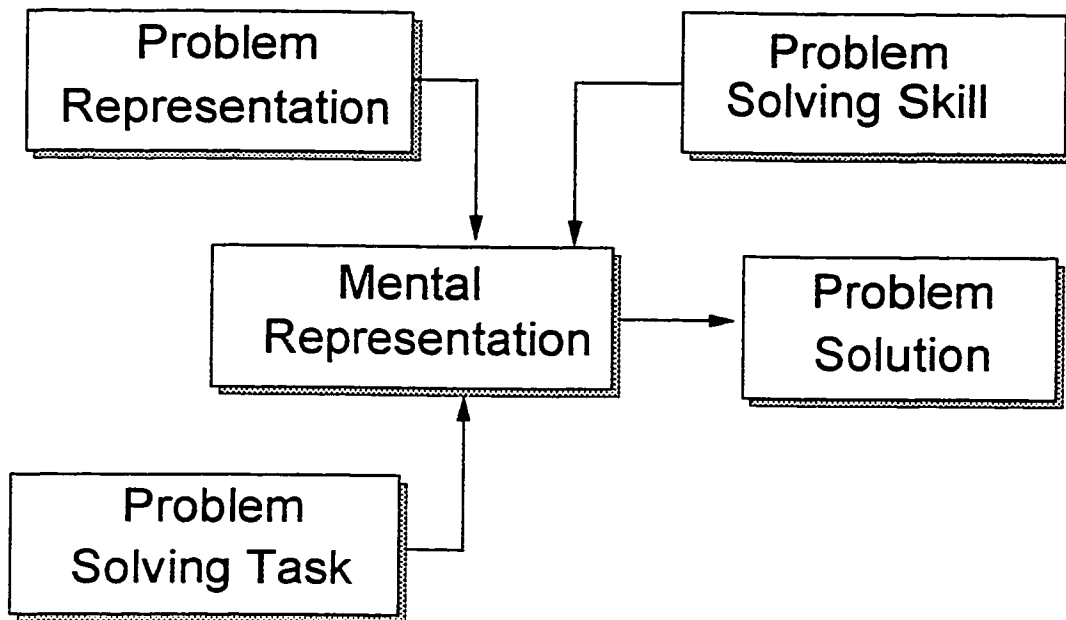 Problem
Representation
Problem
Solving Skill
Mental
Representation
Problem
Solution
Problem
Solving Task